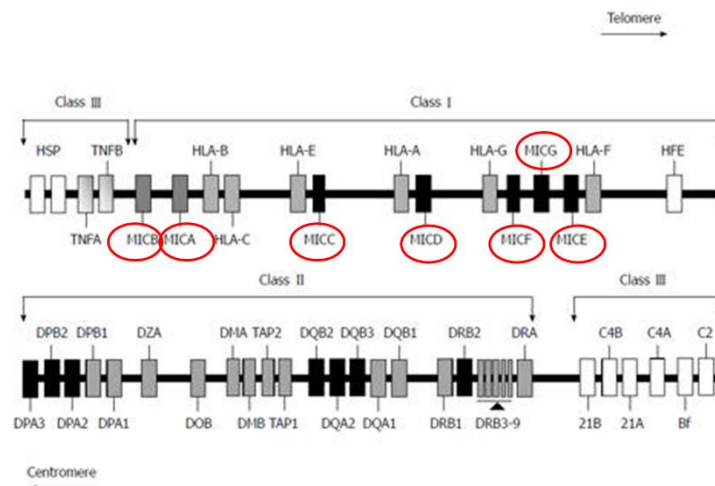 Telomere
Class III Class I
HSP TNFB HLA-B HLA-E HLA-A HLA-G MICG HLA-F HFE
TNFA MICB MICA HLA-C MICC MICD MICF MICE
Class II Class III
DPB2 DPB1 DZA DMA TAP2 DQB2 DQB3 DQB1 DRB2 DRA C4B C4A C2
DPA3 DPA2 DPA1 DOB DMB TAP1 DQA2 DQA1 DRB1 DRB3-9 21B 21A Bf
Centromere